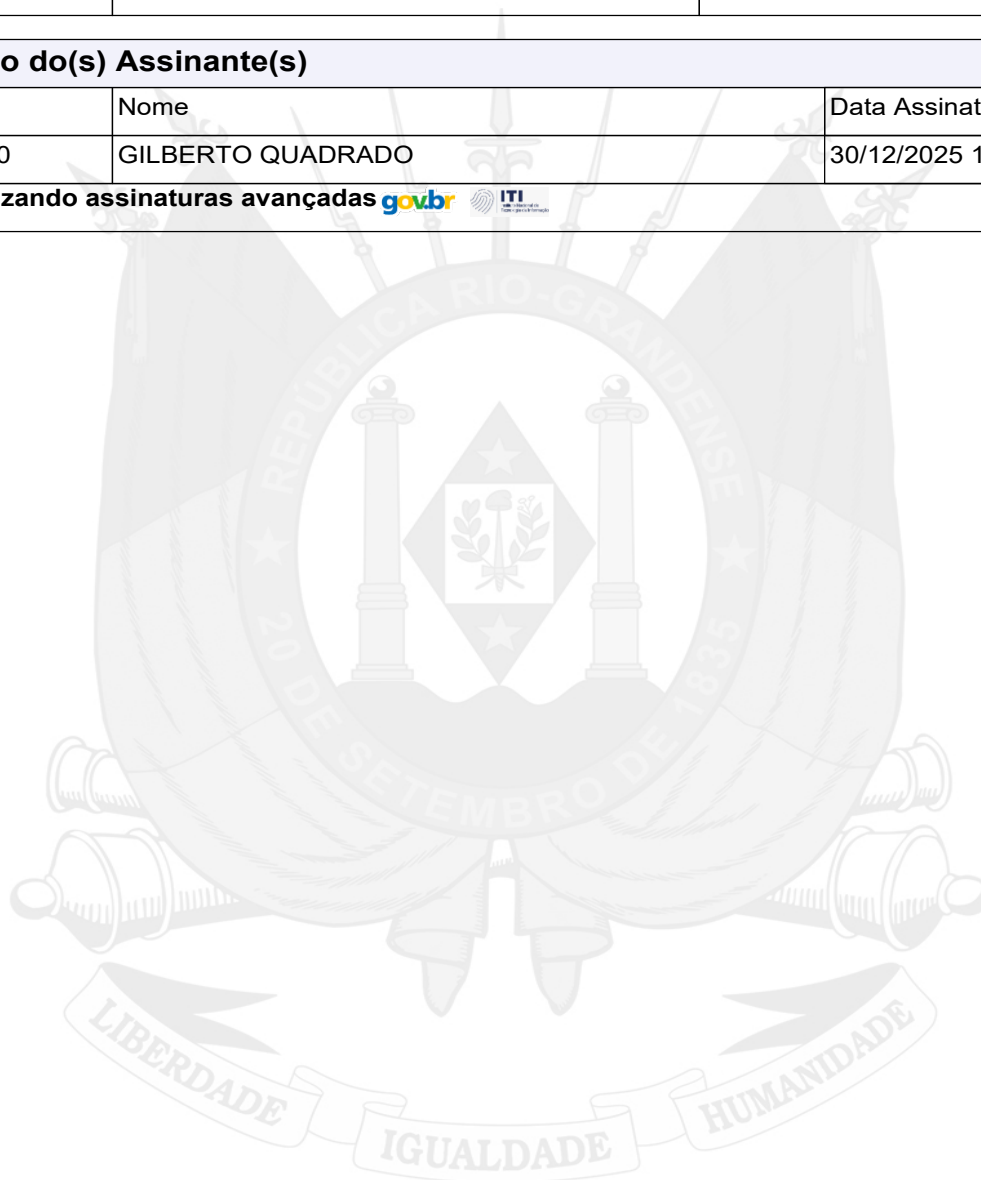 o do(s) Assinante(s)
Nome
Data Assinat
0
GILBERTO QUADRADO
30/12/2025 1
zando assinaturas avançadas gov.br ITI
REPÚBLICA RIO-GRANDENSE
20 DE SETEMBRO DE 1835
LIBERDADE
IGUALDADE
HUMANIDADE